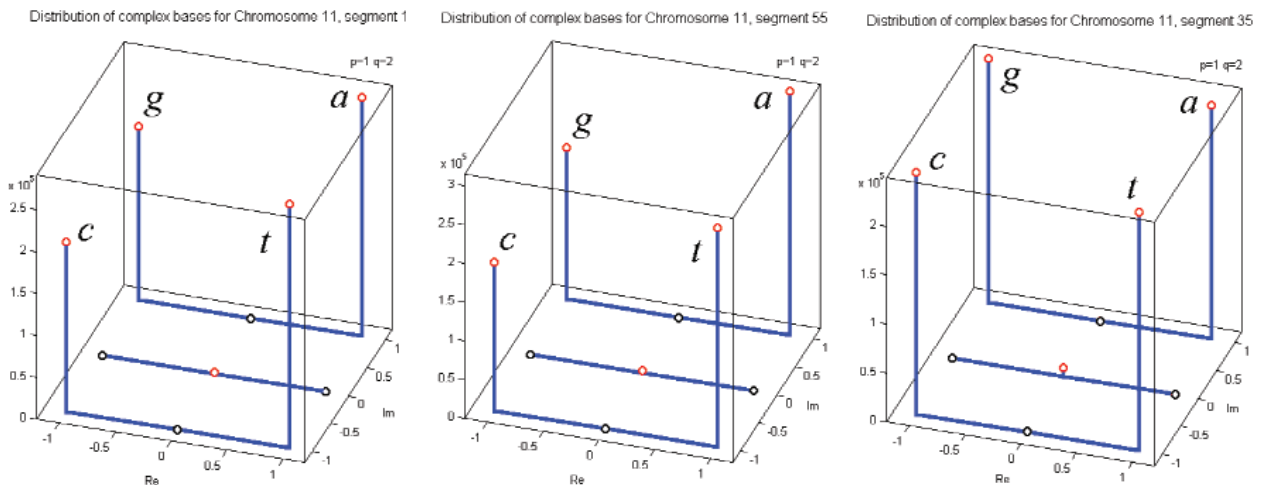 Distribution of complex bases for Chromosome 11, segment 1
p=1 q=2
g
a
c
t
x 10^5
2.5
2
1.5
1
0.5
0
-1
-0.5
0
0.5
1
Re
1
0.5
0
-0.5
-1
Im
Distribution of complex bases for Chromosome 11, segment 55
p=1 q=2
a
g
c
t
x 10^5
3
2.5
2
1.5
1
0.5
0
-1
-0.5
0
0.5
1
Re
1
0.5
0
-0.5
-1
Im
Distribution of complex bases for Chromosome 11, segment 35
p=1 q=2
g
a
c
t
x 10^5
2
1.5
1
0.5
0
-1
-0.5
0
0.5
1
Re
1
0.5
0
-0.5
-1
Im